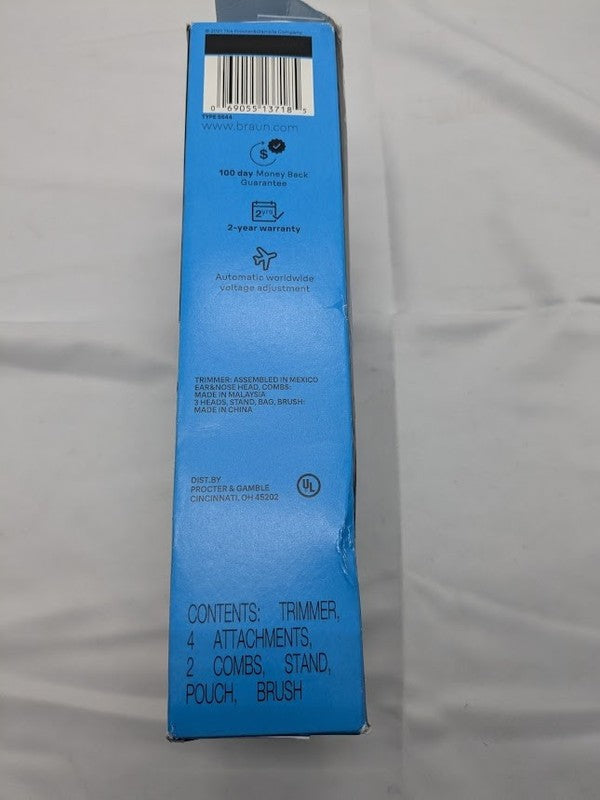 © 2021 The Procter&Gamble Company
0 69055 13718 5
TYPE 5544
www.braun.com
$
100 day Money Back
Guarantee
2yrs
2-year warranty
Automatic worldwide
voltage adjustment
TRIMMER: ASSEMBLED IN MEXICO
EAR&NOSE HEAD, COMBS:
MADE IN MALAYSIA
3 HEADS, STAND, BAG, BRUSH:
MADE IN CHINA
DIST.BY
PROCTER & GAMBLE
CINCINNATI, OH 45202
UL
CONTENTS: TRIMMER,
4 ATTACHMENTS,
2 COMBS, STAND,
POUCH, BRUSH